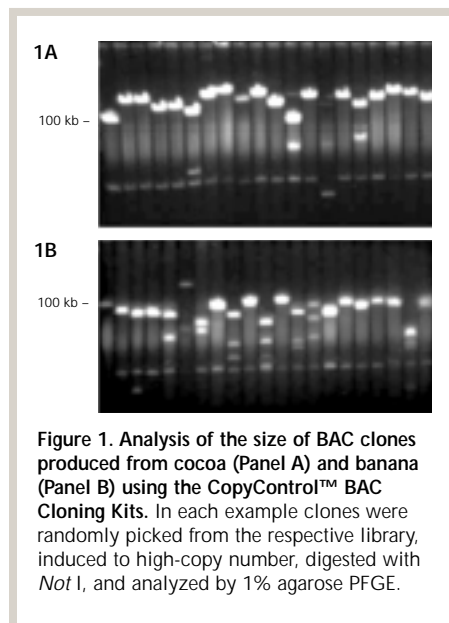 1A
100 kb –
1B
100 kb –
Figure 1. Analysis of the size of BAC clones
produced from cocoa (Panel A) and banana
(Panel B) using the CopyControl™ BAC
Cloning Kits. In each example clones were
randomly picked from the respective library,
induced to high-copy number, digested with
Not I, and analyzed by 1% agarose PFGE.